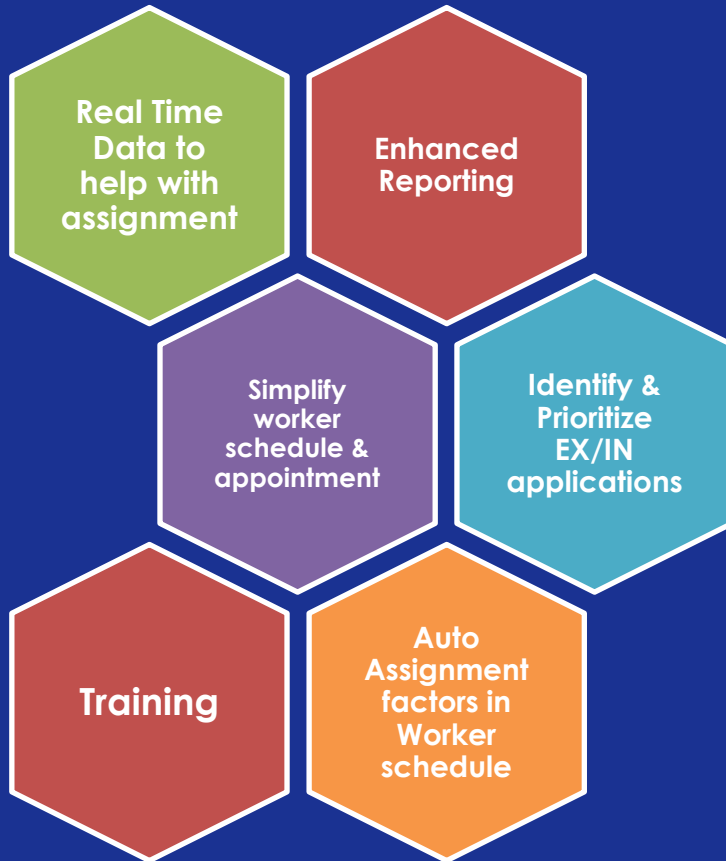 Real Time
Data to
help with
assignment
Enhanced
Reporting
Simplify
worker
schedule &
appointment
Identify &
Prioritize
EX/IN
applications
Training
Auto
Assignment
factors in
Worker
schedule